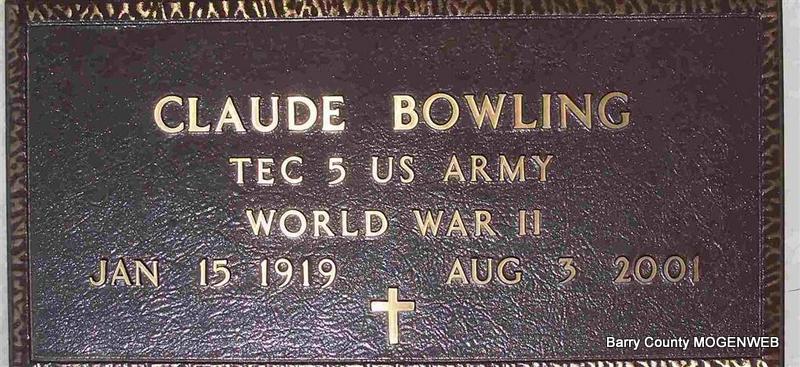 CLAUDE BOWLING
TEC 5 US ARMY
WORLD WAR II
JAN 15 1919 AUG 3 2001
Barry County MOGENWEB